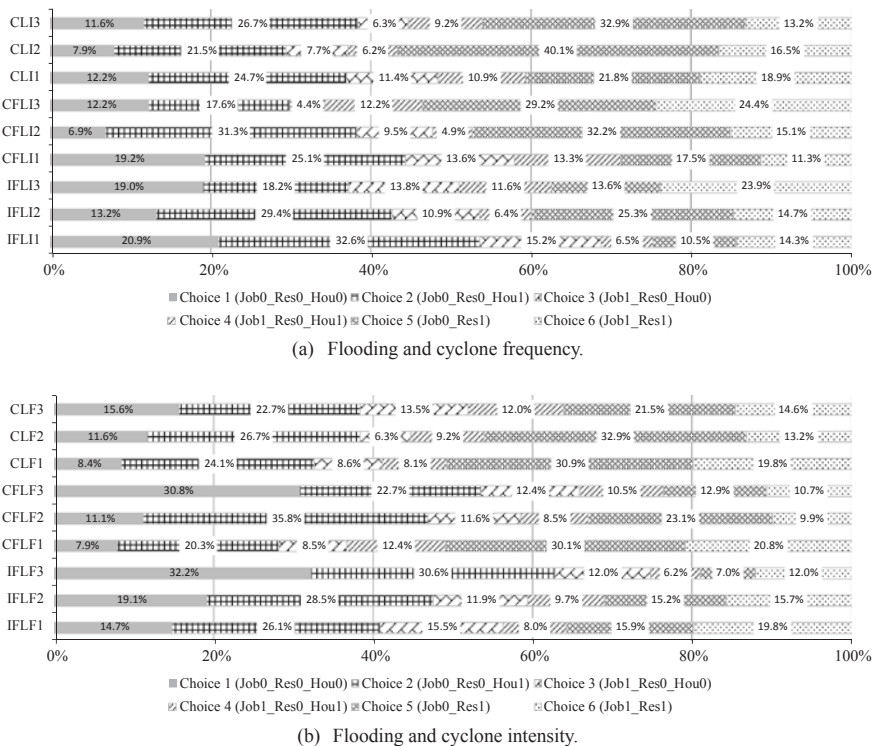 CLI3 11.6% 26.7% 6.3% 9.2% 32.9% 13.2%
CLI2 7.9% 21.5% 7.7% 6.2% 40.1% 16.5%
CLI1 12.2% 24.7% 11.4% 10.9% 21.8% 18.9%
CFLI3 12.2% 17.6% 4.4% 12.2% 29.2% 24.4%
CFLI2 6.9% 31.3% 9.5% 4.9% 32.2% 15.1%
CFLI1 19.2% 25.1% 13.6% 13.3% 17.5% 11.3%
IFLI3 19.0% 18.2% 13.8% 11.6% 13.6% 23.9%
IFLI2 13.2% 29.4% 10.9% 6.4% 25.3% 14.7%
IFLI1 20.9% 32.6% 15.2% 6.5% 10.5% 14.3%
0% 20% 40% 60% 80% 100%
Choice 1 (Job0_Res0_Hou0) Choice 2 (Job0_Res0_Hou1) Choice 3 (Job1_Res0_Hou0)
Choice 4 (Job1_Res0_Hou1) Choice 5 (Job0_Res1) Choice 6 (Job1_Res1)
(a) Flooding and cyclone frequency.
CLF3 15.6% 22.7% 13.5% 12.0% 21.5% 14.6%
CLF2 11.6% 26.7% 6.3% 9.2% 32.9% 13.2%
CLF1 8.4% 24.1% 8.6% 8.1% 30.9% 19.8%
CFLF3 30.8% 22.7% 12.4% 10.5% 12.9% 10.7%
CFLF2 11.1% 35.8% 11.6% 8.5% 23.1% 9.9%
CFLF1 7.9% 20.3% 8.5% 12.4% 30.1% 20.8%
IFLF3 32.2% 30.6% 12.0% 6.2% 7.0% 12.0%
IFLF2 19.1% 28.5% 11.9% 9.7% 15.2% 15.7%
IFLF1 14.7% 26.1% 15.5% 8.0% 15.9% 19.8%
0% 20% 40% 60% 80% 100%
Choice 1 (Job0_Res0_Hou0) Choice 2 (Job0_Res0_Hou1) Choice 3 (Job1_Res0_Hou0)
Choice 4 (Job1_Res0_Hou1) Choice 5 (Job0_Res1) Choice 6 (Job1_Res1)
(b) Flooding and cyclone intensity.